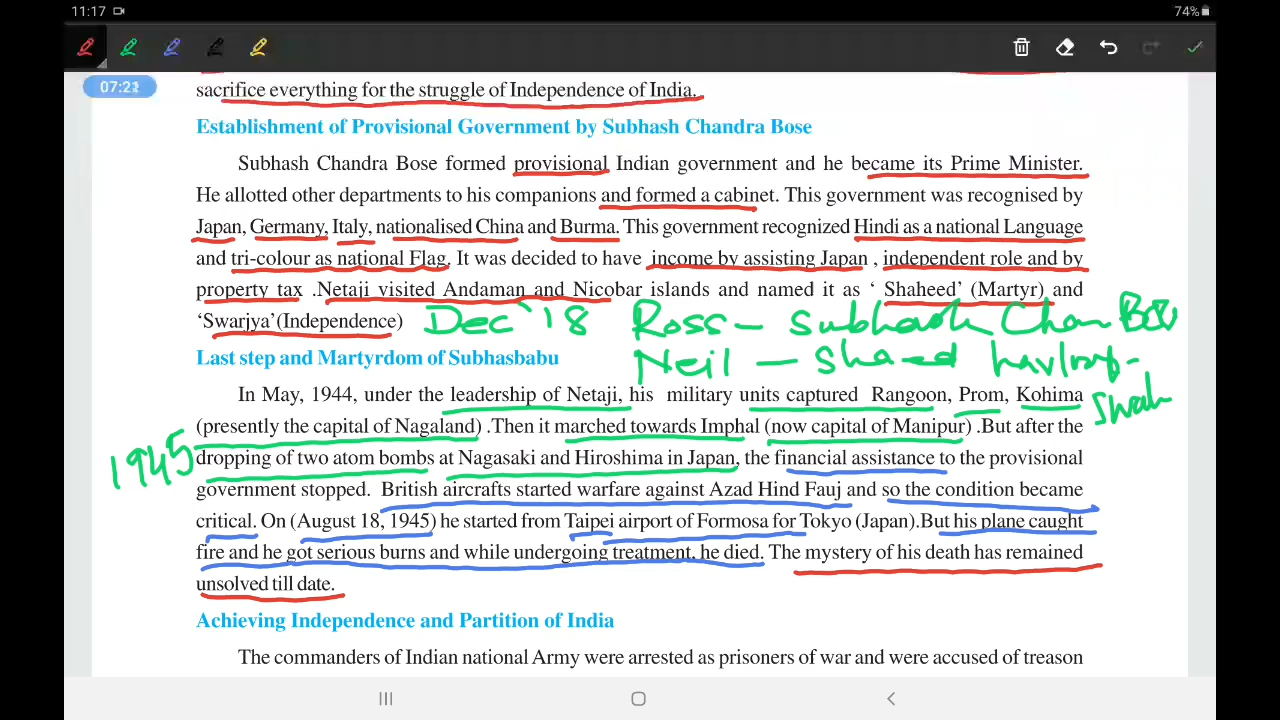 11:17
74%
07:21
sacrifice everything for the struggle of Independence of India.
Establishment of Provisional Government by Subhash Chandra Bose
Subhash Chandra Bose formed provisional Indian government and he became its Prime Minister.
He allotted other departments to his companions and formed a cabinet. This government was recognised by
Japan, Germany, Italy, nationalised China and Burma. This government recognized Hindi as a national Language
and tri-colour as national Flag. It was decided to have income by assisting Japan , independent role and by
property tax .Netaji visited Andaman and Nicobar islands and named it as ‘ Shaheed’ (Martyr) and
‘Swarjya’(Independence) Dec '18 Ross - Subhash Chan Bose
Last step and Martyrdom of Subhasbabu Neil - Shaeed
In May, 1944, under the leadership of Netaji, his military units captured Rangoon, Prom, Kohima
(presently the capital of Nagaland) .Then it marched towards Imphal (now capital of Manipur) .But after the
1945 dropping of two atom bombs at Nagasaki and Hiroshima in Japan, the financial assistance to the provisional
government stopped. British aircrafts started warfare against Azad Hind Fauj and so the condition became
critical. On (August 18, 1945) he started from Taipei airport of Formosa for Tokyo (Japan).But his plane caught
fire and he got serious burns and while undergoing treatment, he died. The mystery of his death has remained
unsolved till date.
Achieving Independence and Partition of India
The commanders of Indian national Army were arrested as prisoners of war and were accused of treason